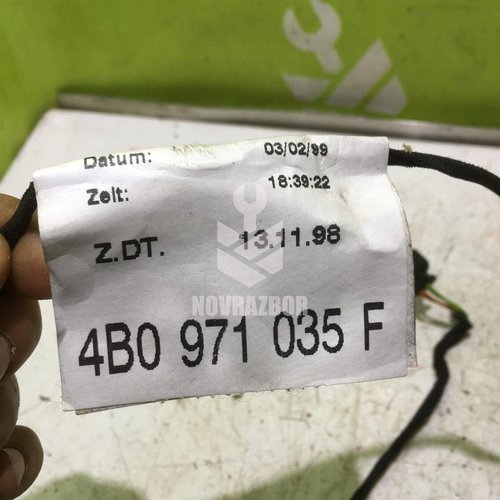 Datum: 03/02/99
Zeit: 18:39:22
Z.DT. 13.11.98
NOVRAZBOR
4B0 971 035 F